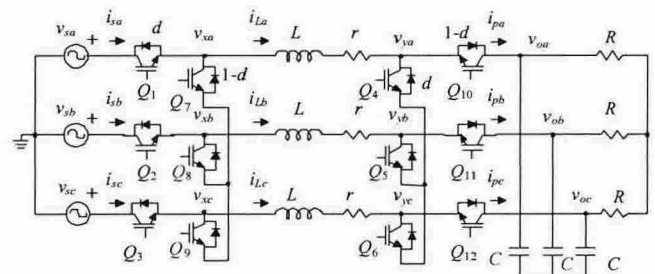 v_sa + i_sa d v_xa i_La L r v_ya 1-d i_pa v_oa R
Q_1 Q_7 1-d Q_4 d Q_10
v_sb + i_sb v_xb i_Lb L r v_yb i_pb v_ob R
Q_2 Q_8 Q_5 Q_11
v_sc + i_sc v_xc i_Lc L r v_yc i_pc v_oc R
Q_3 Q_9 Q_6 Q_12
C C C